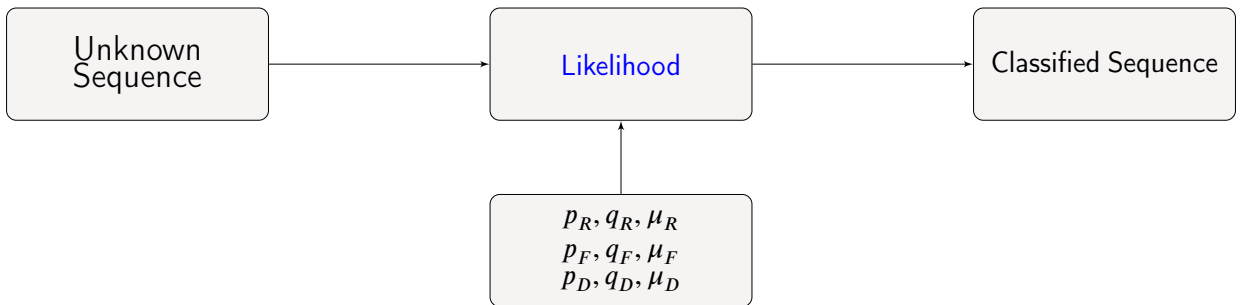 Unknown
Sequence
Likelihood
Classified Sequence
p_R, q_R, μ_R
p_F, q_F, μ_F
p_D, q_D, μ_D